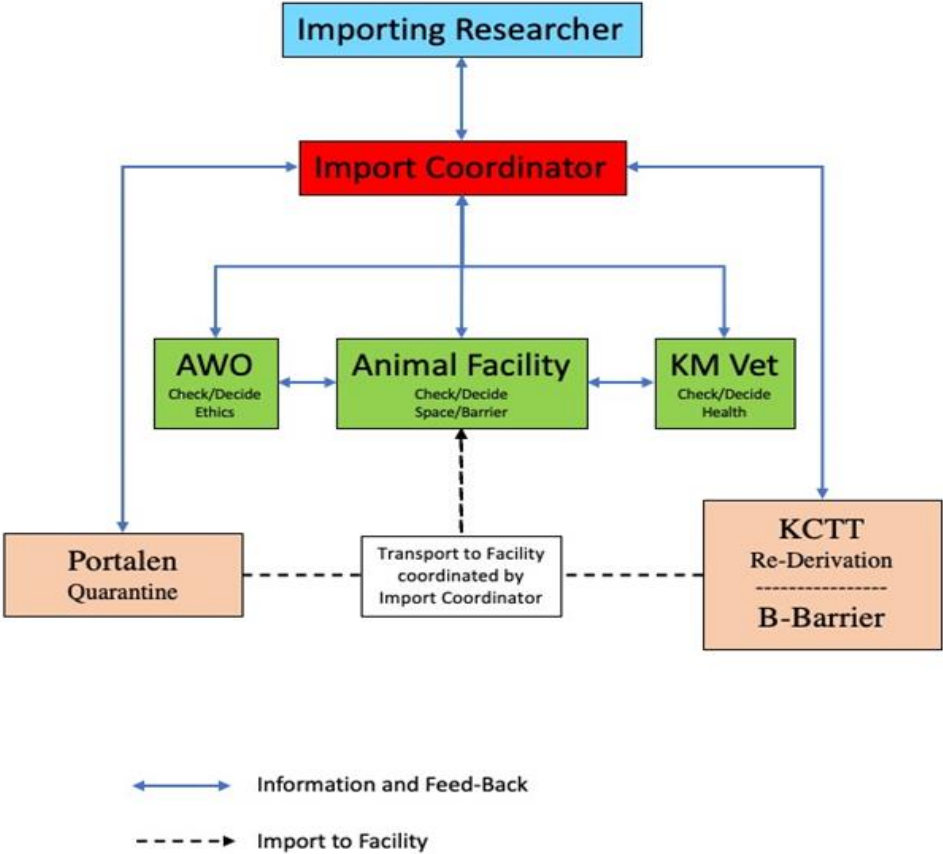 Importing Researcher
Import Coordinator
AWO
Check/Decide
Ethics
Animal Facility
Check/Decide
Space/Barrier
KM Vet
Check/Decide
Health
Portalen
Quarantine
Transport to Facility
coordinated by
Import Coordinator
KCTT
Re-Derivation
----------------
B-Barrier
Information and Feed-Back
Import to Facility